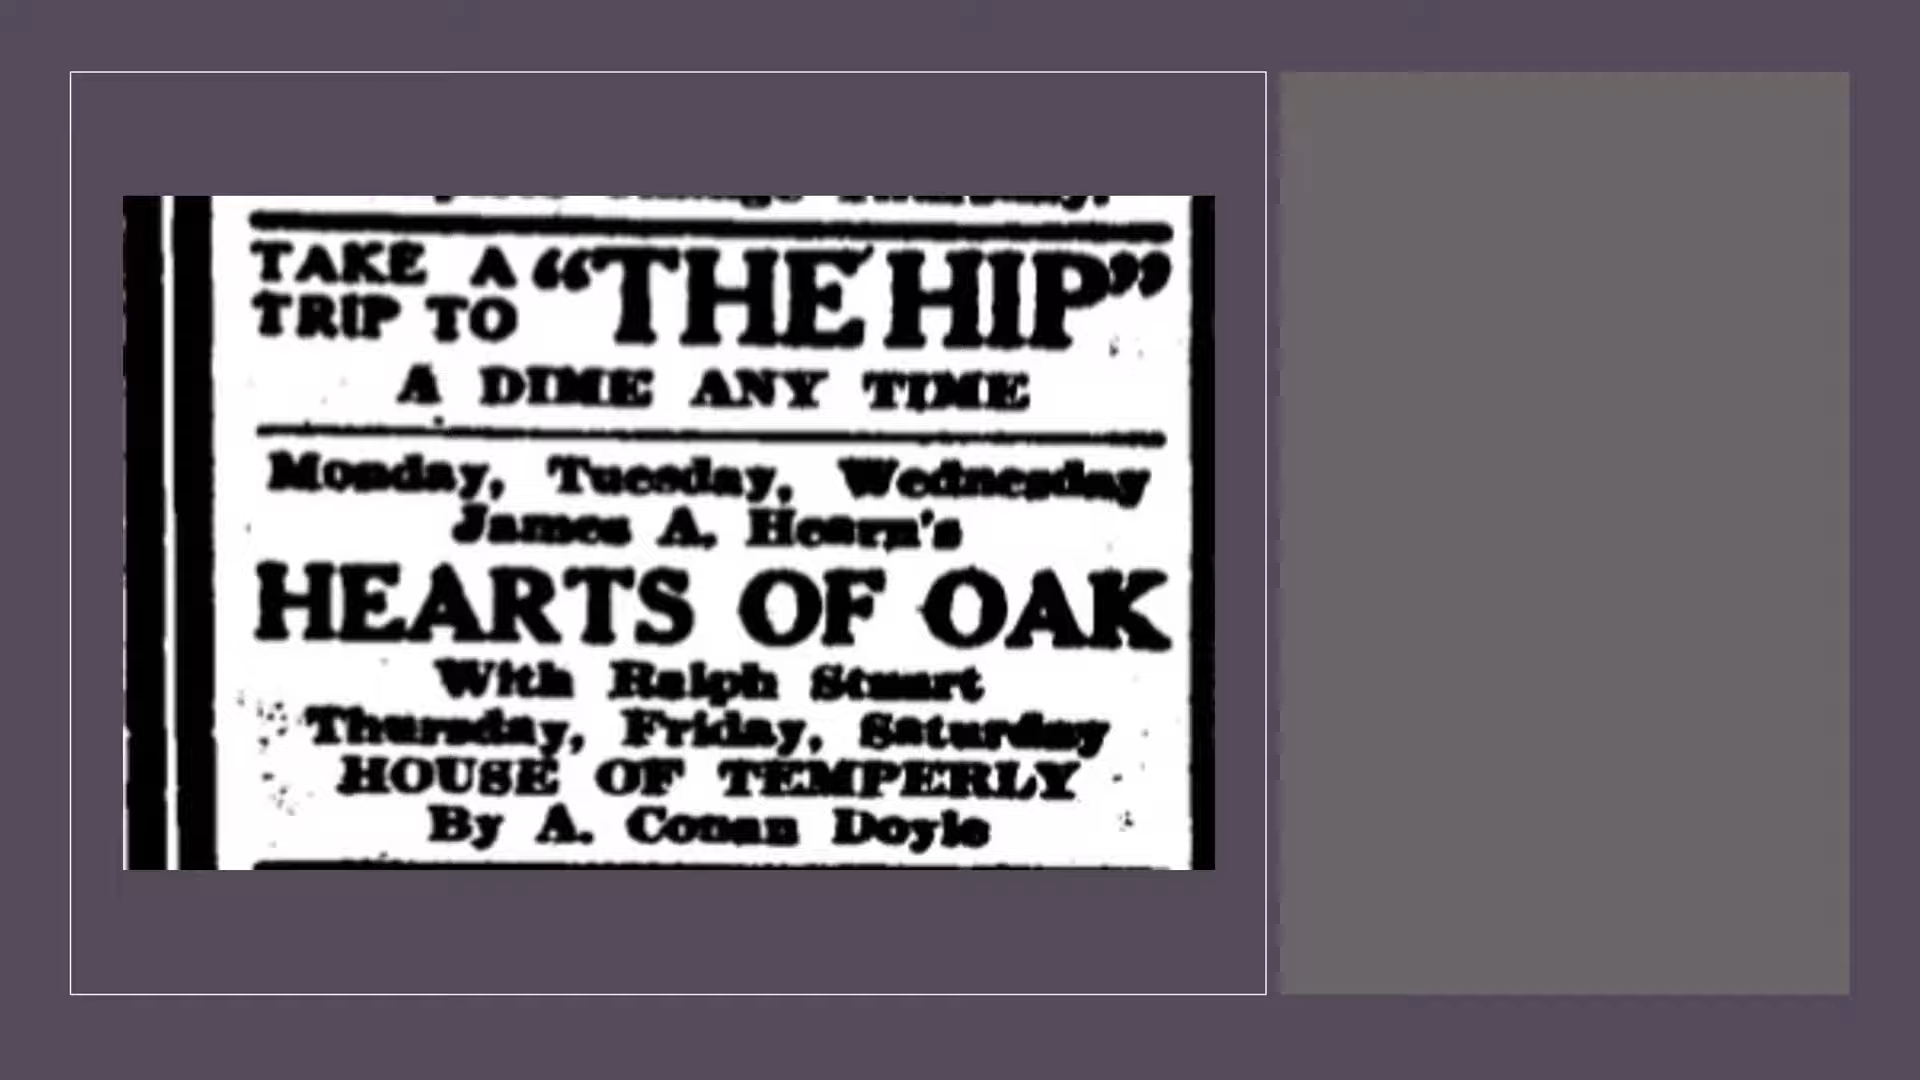 TAKE A "THE HIP"
TRIP TO
A DIME ANY TIME
Monday, Tuesday, Wednesday
James A. Hearn's
HEARTS OF OAK
With Ralph Stuart
Thursday, Friday, Saturday
HOUSE OF TEMPERLY
By A. Conan Doyle